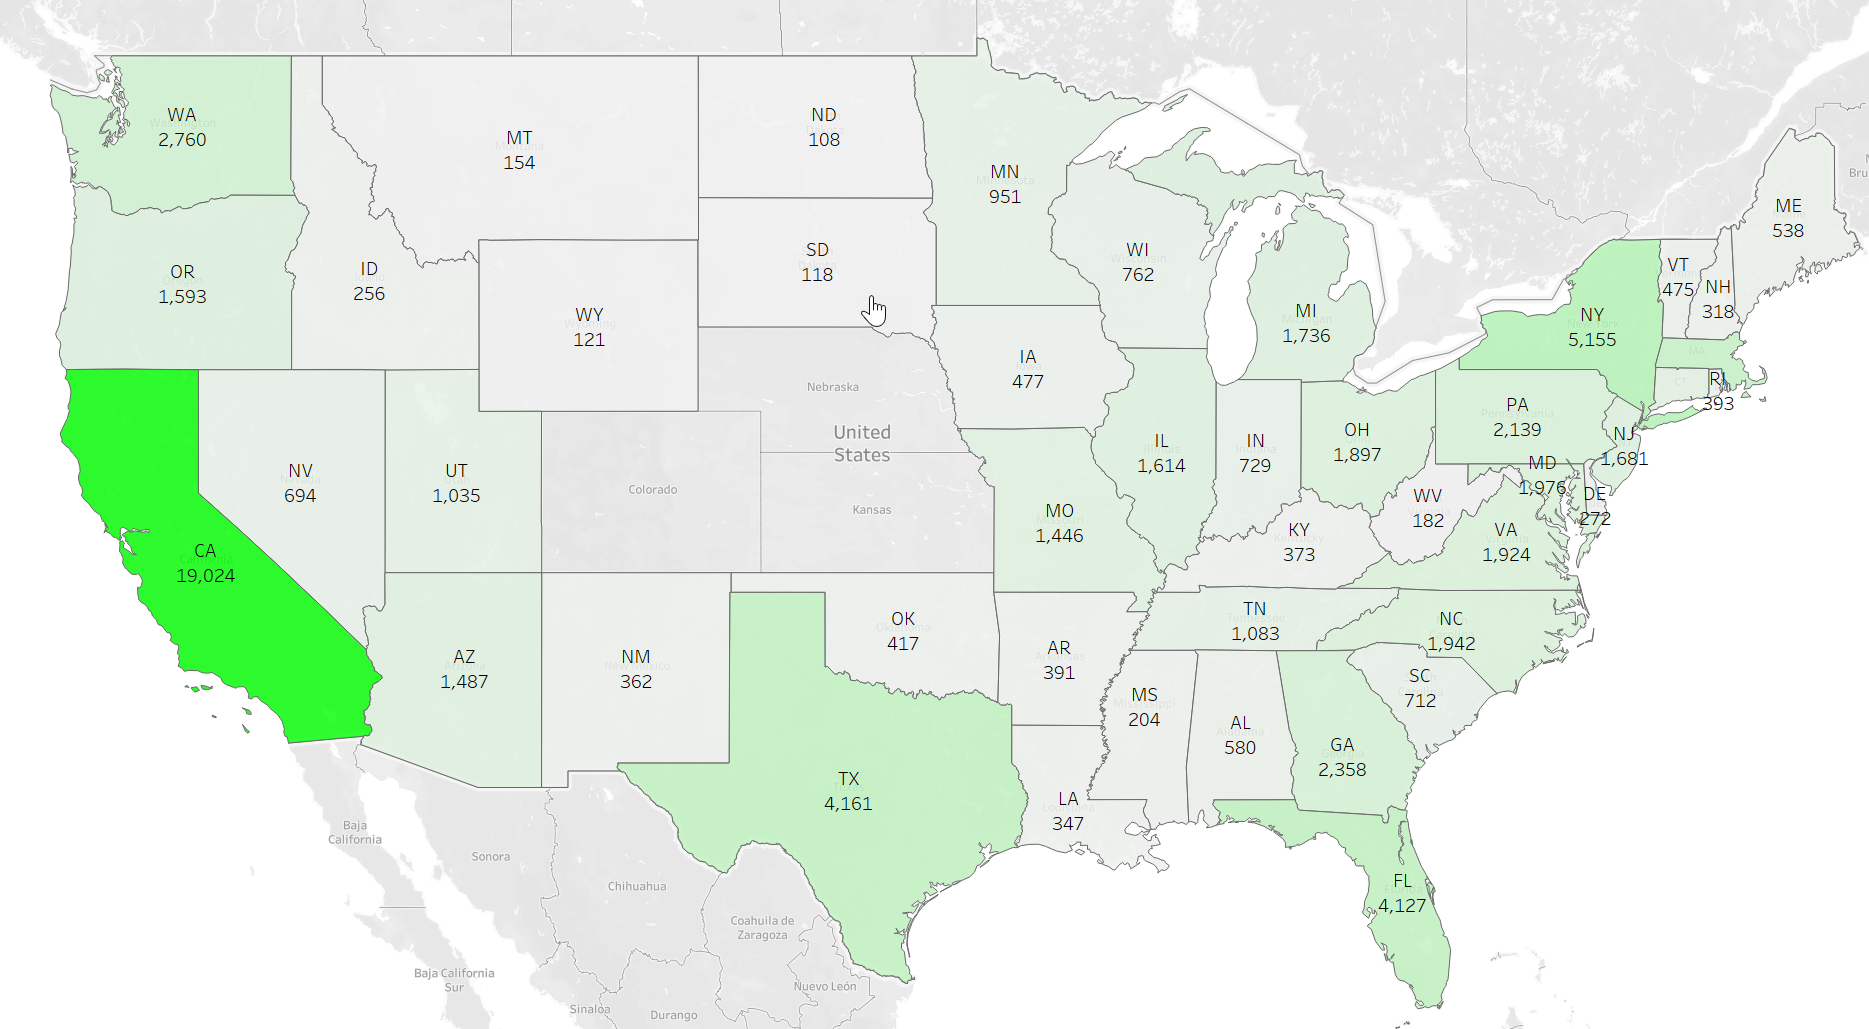 WA
2,760
MT
154
ND
108
MN
951
ME
538
OR
1,593
ID
256
SD
118
WI
762
VT
475
NH
318
WY
121
MI
1,736
NY
5,155
MA
IA
477
CT
RI
393
Nebraska
United
States
PA
2,139
NV
694
UT
1,035
Colorado
Kansas
IL
1,614
IN
729
OH
1,897
NJ
1,681
MD
1,976
DE
272
WV
182
MO
1,446
KY
373
VA
1,924
CA
19,024
OK
417
TN
1,083
NC
1,942
AZ
1,487
NM
362
AR
391
SC
712
MS
204
AL
580
GA
2,358
TX
4,161
LA
347
FL
4,127
Baja
California
Sonora
Chihuahua
Coahuila de
Zaragoza
Baja California
Sur
Nuevo León
Sinaloa
Durango
Bru